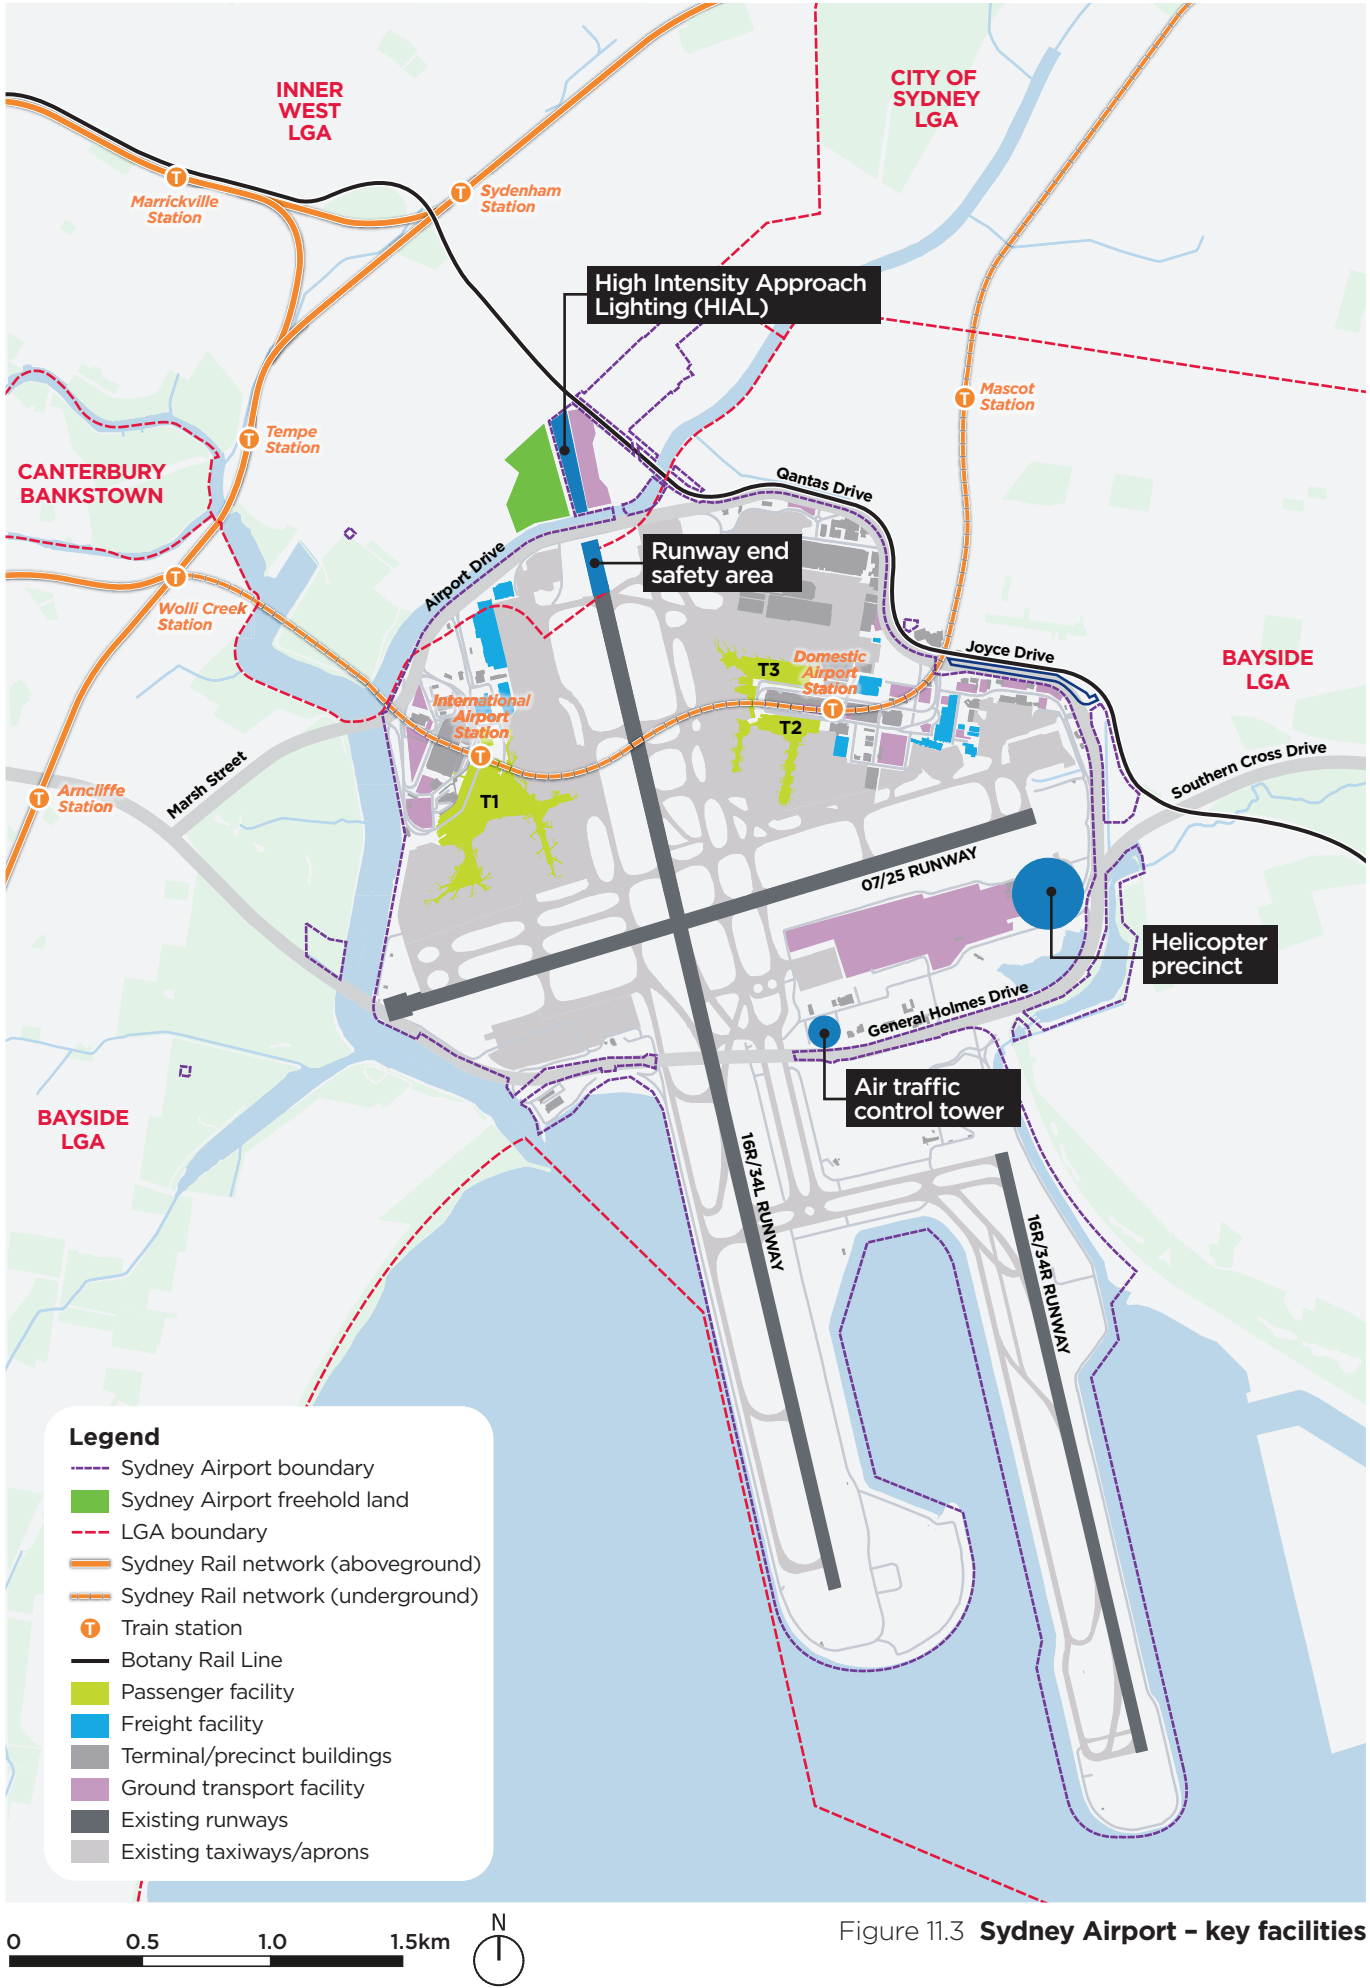 INNER
WEST
LGA
CITY OF
SYDNEY
LGA
T
Marrickville
Station
T
Sydenham
Station
High Intensity Approach
Lighting (HIAL)
T
Mascot
Station
T
Tempe
Station
CANTERBURY
BANKSTOWN
Qantas Drive
Runway end
safety area
Airport Drive
T
Wolli Creek
Station
Joyce Drive
BAYSIDE
LGA
T3
Domestic
Airport
Station
T
T2
International
Airport
Station
T
T1
Marsh Street
Southern Cross Drive
T
Arncliffe
Station
07/25 RUNWAY
Helicopter
precinct
General Holmes Drive
Air traffic
control tower
BAYSIDE
LGA
16R/34L RUNWAY
16R/34R RUNWAY
Legend
Sydney Airport boundary
Sydney Airport freehold land
LGA boundary
Sydney Rail network (aboveground)
Sydney Rail network (underground)
T Train station
Botany Rail Line
Passenger facility
Freight facility
Terminal/precinct buildings
Ground transport facility
Existing runways
Existing taxiways/aprons
0 0.5 1.0 1.5km
N
Figure 11.3 Sydney Airport – key facilities